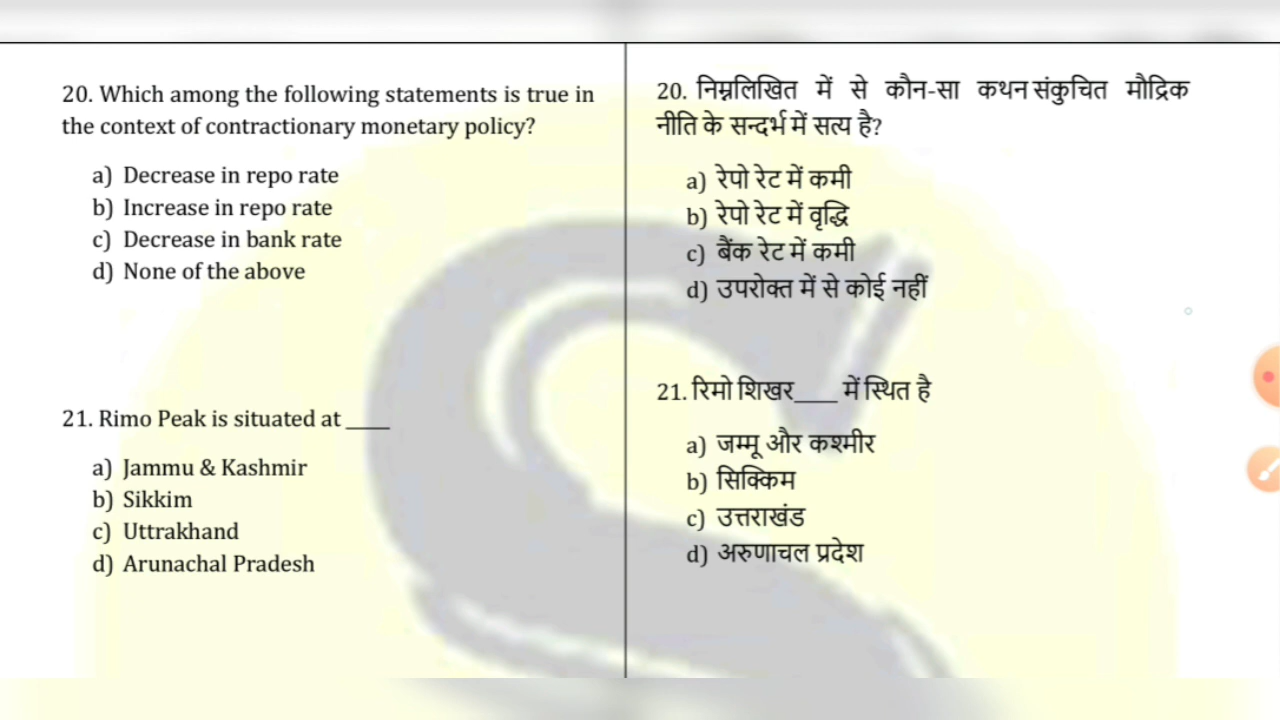 20. Which among the following statements is true in
the context of contractionary monetary policy?
a) Decrease in repo rate
b) Increase in repo rate
c) Decrease in bank rate
d) None of the above
21. Rimo Peak is situated at ____
a) Jammu & Kashmir
b) Sikkim
c) Uttrakhand
d) Arunachal Pradesh
20. निम्नलिखित में से कौन-सा कथन संकुचित मौद्रिक
नीति के सन्दर्भ में सत्य है?
a) रेपो रेट में कमी
b) रेपो रेट में वृद्धि
c) बैंक रेट में कमी
d) उपरोक्त में से कोई नहीं
21. रिमो शिखर____ में स्थित है
a) जम्मू और कश्मीर
b) सिक्किम
c) उत्तराखंड
d) अरुणाचल प्रदेश